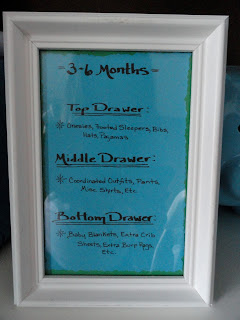 3-6 Months
Top Drawer:
* Onesies, Footed Sleepers, Bibs,
Hats, Pajamas
Middle Drawer:
* Coordinated Outfits, Pants,
Misc Shirts, Etc
Bottom Drawer:
* Baby Blankets, Extra Crib
Sheets, Extra Burp Rags,
Etc.